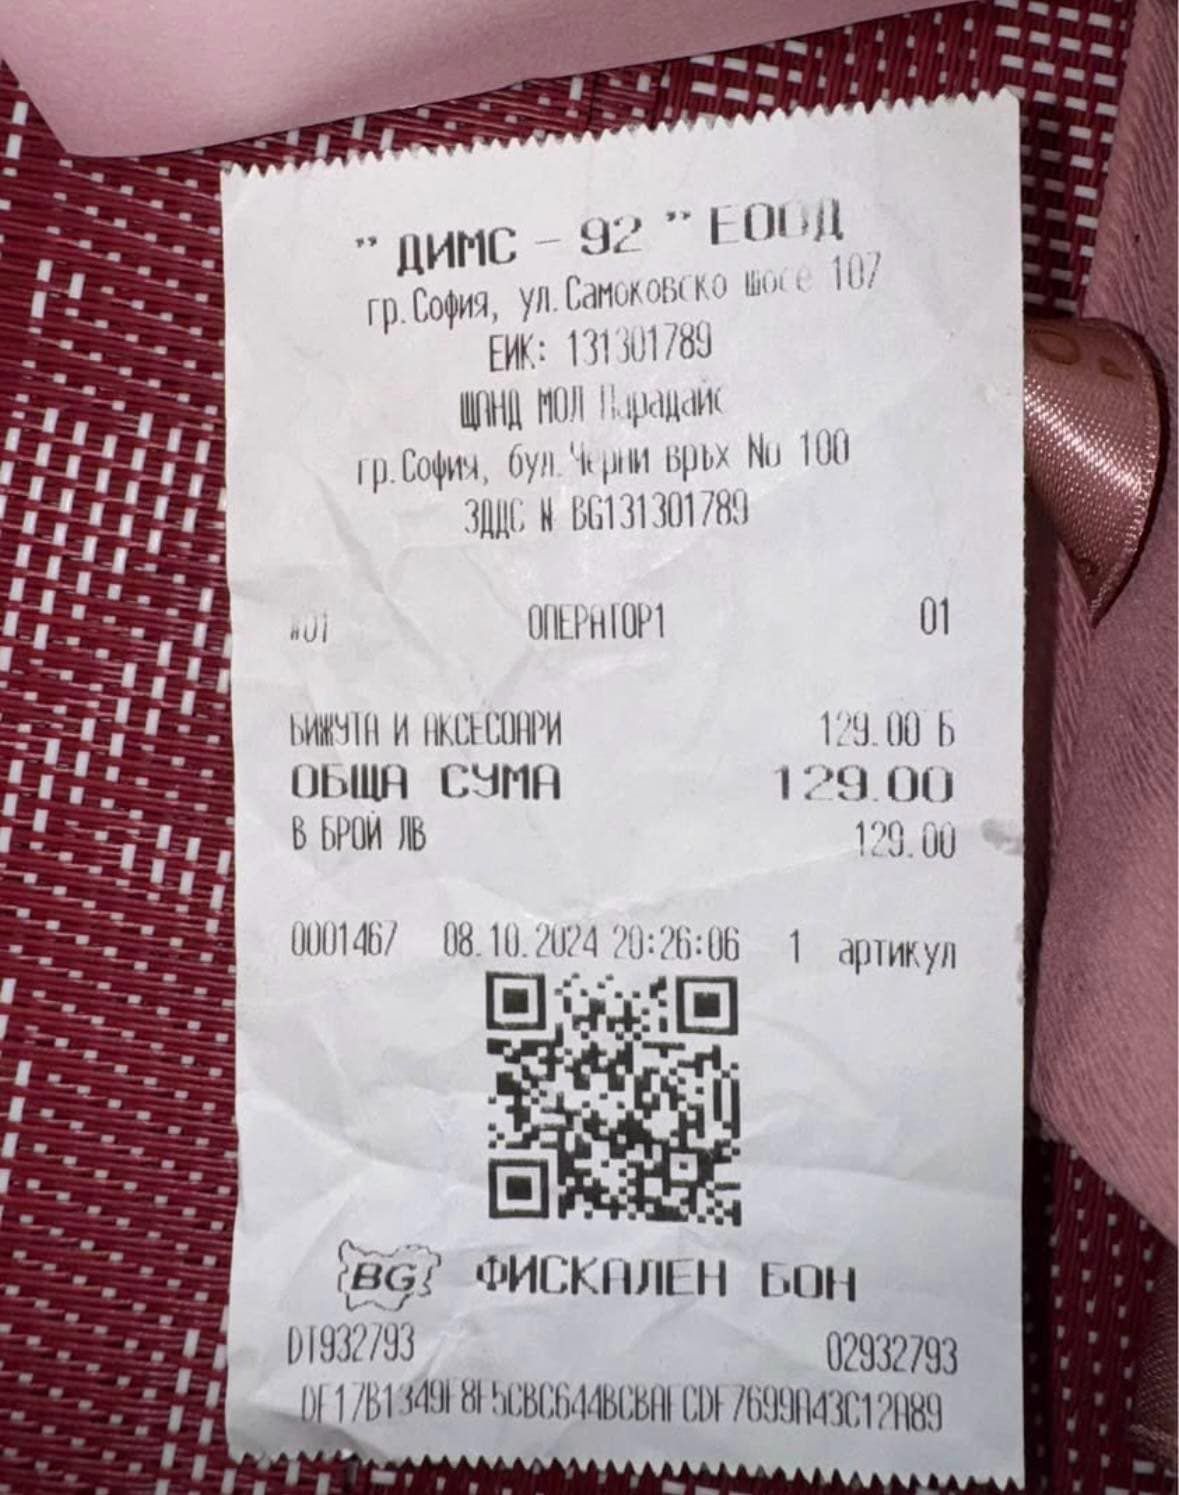 " ДИМС - 92 " ЕООД
гр.София, ул.Самоковско шосе 107
ЕИК: 131301789
ЩАНД МОЛ Парадайс
гр.София, бул.Черни връх No 100
ЗДДС N BG131301789
#01 ОПЕРАТОР1 01
БИЖУТА И АКСЕСОАРИ 129.00 Б
ОБЩА СУМА 129.00
В БРОЙ ЛВ 129.00
0001467 08.10.2024 20:26:06 1 артикул
BG ФИСКАЛЕН БОН
DT932793 02932793
DF17B1349F8F5CBC644BCBAFCDF7699A43C12A89